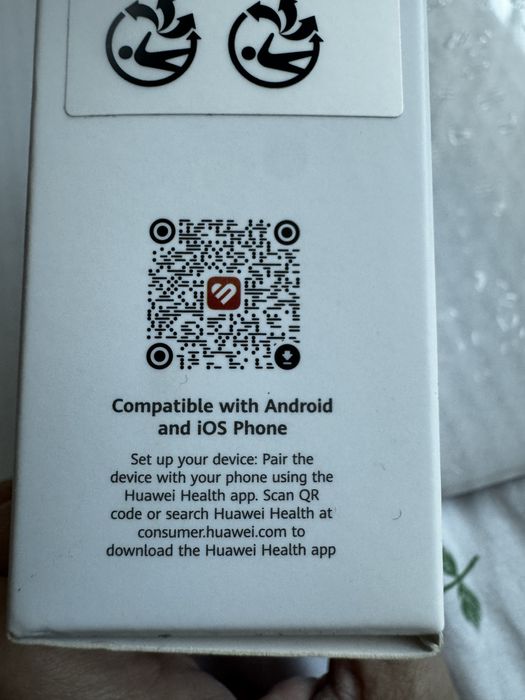 Compatible with Android
and iOS Phone
Set up your device: Pair the
device with your phone using the
Huawei Health app. Scan QR
code or search Huawei Health at
consumer.huawei.com to
download the Huawei Health app